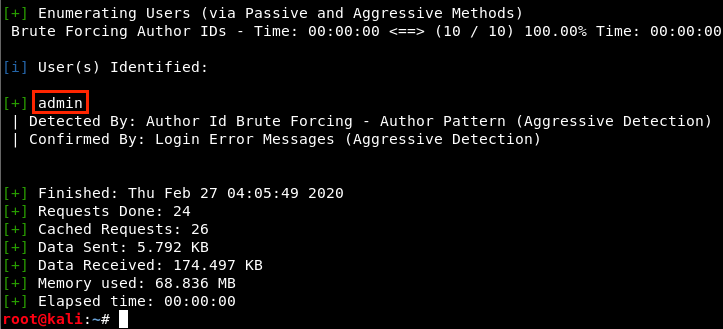 [+] Enumerating Users (via Passive and Aggressive Methods)
 Brute Forcing Author IDs - Time: 00:00:00 <==> (10 / 10) 100.00% Time: 00:00:00
[i] User(s) Identified:
[+] admin
 | Detected By: Author Id Brute Forcing - Author Pattern (Aggressive Detection)
 | Confirmed By: Login Error Messages (Aggressive Detection)
[+] Finished: Thu Feb 27 04:05:49 2020
[+] Requests Done: 24
[+] Cached Requests: 26
[+] Data Sent: 5.792 KB
[+] Data Received: 174.497 KB
[+] Memory used: 68.836 MB
[+] Elapsed time: 00:00:00
root@kali:~#